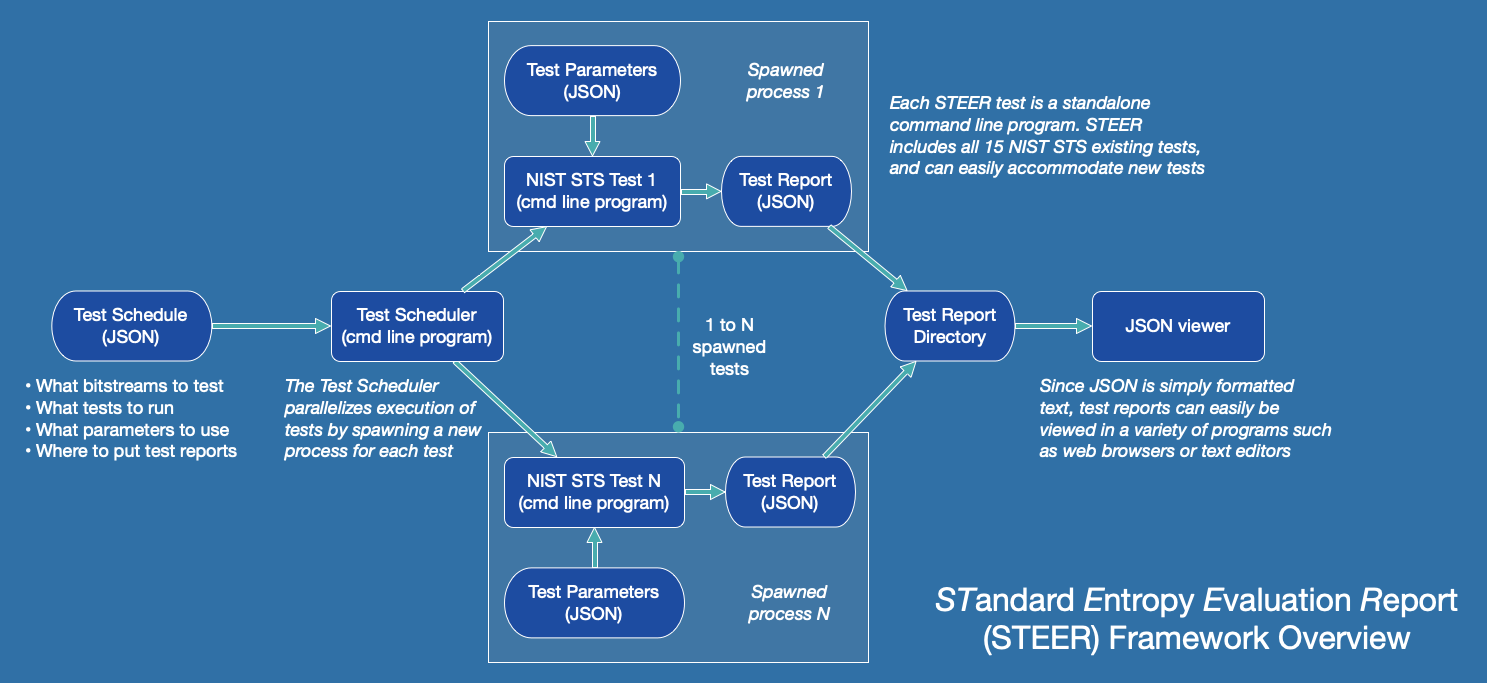 Test Parameters
(JSON)
Spawned
process 1
NIST STS Test 1
(cmd line program)
Test Report
(JSON)
Each STEER test is a standalone
command line program. STEER
includes all 15 NIST STS existing tests,
and can easily accommodate new tests
Test Schedule
(JSON)
• What bitstreams to test
• What tests to run
• What parameters to use
• Where to put test reports
Test Scheduler
(cmd line program)
The Test Scheduler
parallelizes execution of
tests by spawning a new
process for each test
1 to N
spawned
tests
Test Report
Directory
JSON viewer
Since JSON is simply formatted
text, test reports can easily be
viewed in a variety of programs such
as web browsers or text editors
NIST STS Test N
(cmd line program)
Test Report
(JSON)
Test Parameters
(JSON)
Spawned
process N
STandard Entropy Evaluation Report
(STEER) Framework Overview